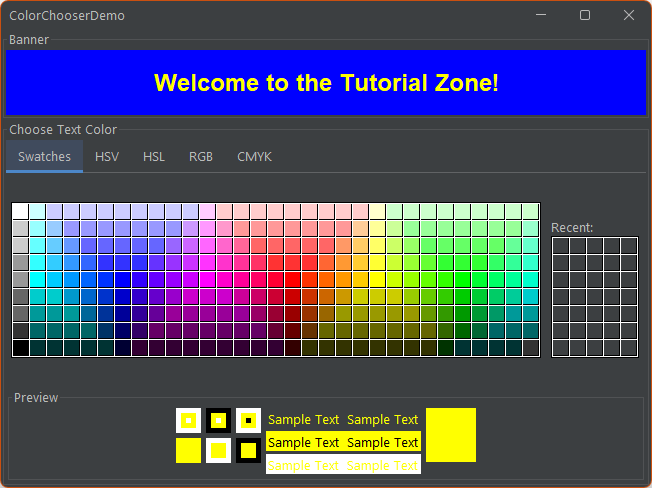 ColorChooserDemo
Banner
Welcome to the Tutorial Zone!
Choose Text Color
Swatches HSV HSL RGB CMYK
Recent:
Preview
Sample Text Sample Text
Sample Text Sample Text
Sample Text Sample Text